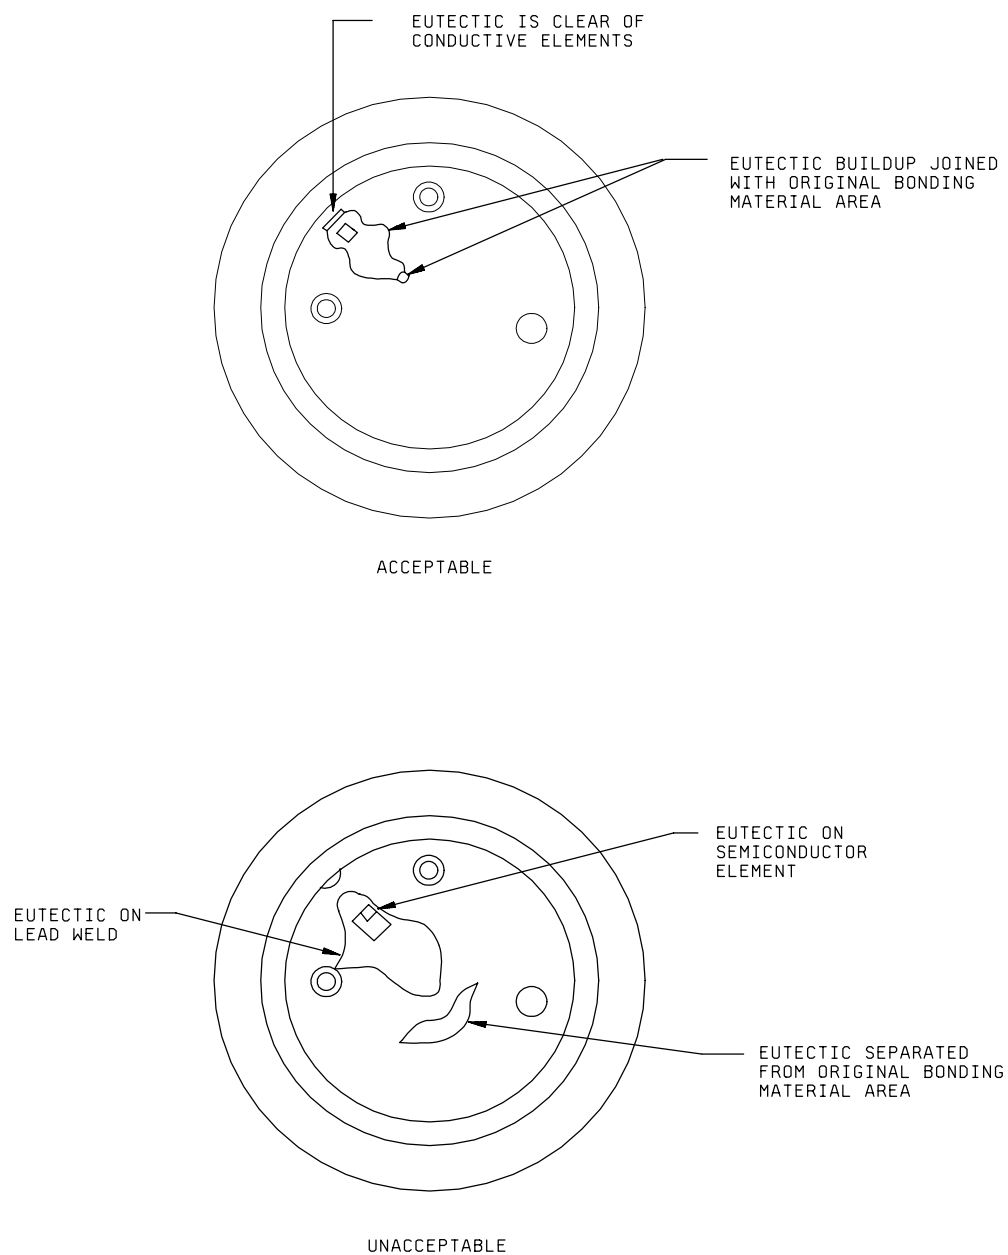 EUTECTIC IS CLEAR OF
CONDUCTIVE ELEMENTS
EUTECTIC BUILDUP JOINED
WITH ORIGINAL BONDING
MATERIAL AREA
ACCEPTABLE
EUTECTIC ON
SEMICONDUCTOR
ELEMENT
EUTECTIC ON
LEAD WELD
EUTECTIC SEPARATED
FROM ORIGINAL BONDING
MATERIAL AREA
UNACCEPTABLE